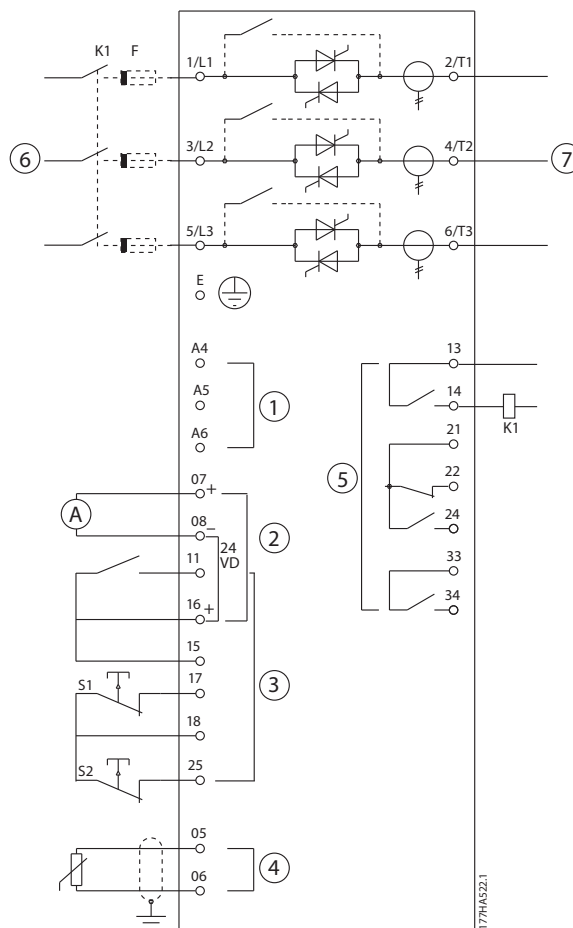 K1 F 1/L1 2/T1
6 3/L2 4/T2 7
5/L3 6/T3
E
A4 13
A5 1 14
K1
A6 21
07 + 5 22
A 08 − 2 24
24
VD
11 33
16 + 34
15
S1 17 3
18
S2 25
05
4
06
177HA522.1